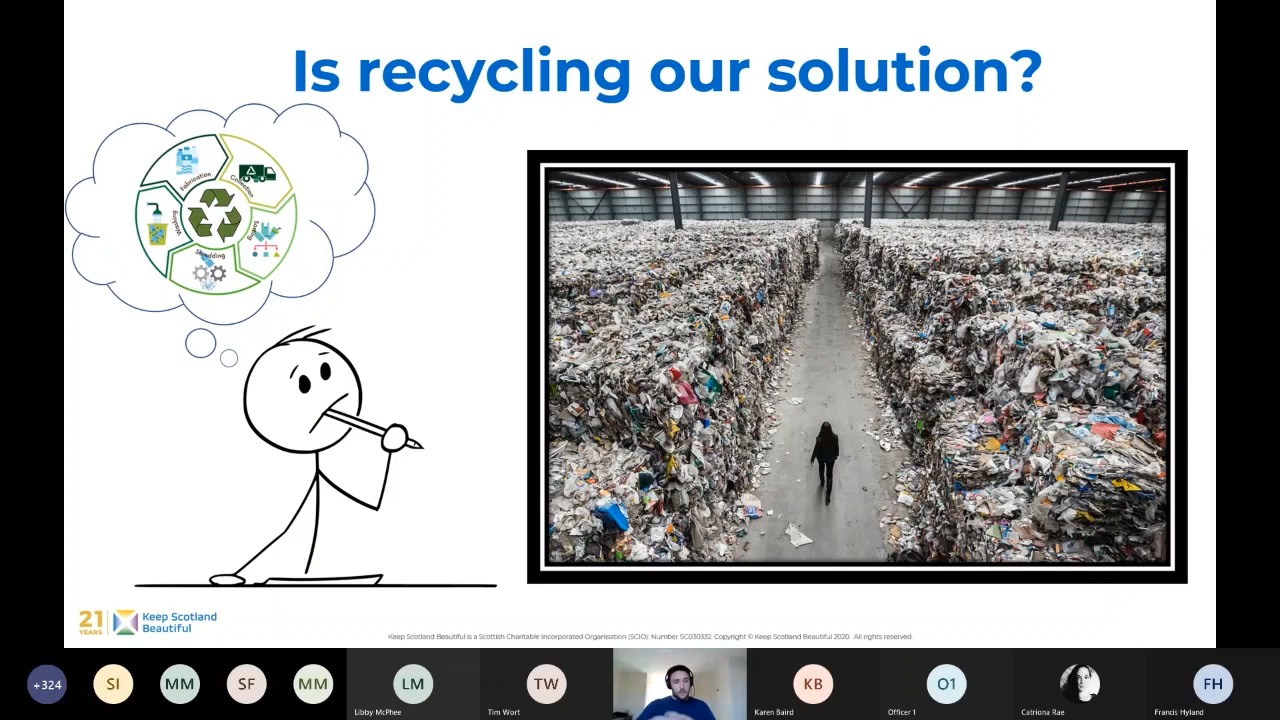 Is recycling our solution?
Fabrication
Collection
Sorting
Shredding
Washing
21
YEARS
Keep Scotland
Beautiful
Keep Scotland Beautiful is a Scottish Charitable Incorporated Organisation (SCIO): Number SC030332. Copyright © Keep Scotland Beautiful 2020. All rights reserved.
+324
SI
MM
SF
MM
LM
Libby McPhee
TW
Tim Wort
KB
Karen Baird
O1
Officer 1
Catriona Rae
FH
Francis Hyland